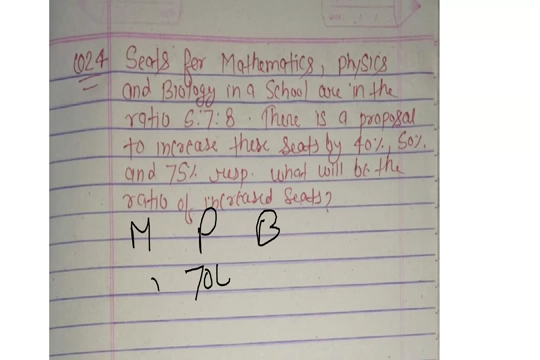 Q24 Seats for Mathematics, Physics
and Biology in a School are in the
ratio 5:7:8. There is a proposal
to increase these seats by 40%, 50%
and 75% resp. what will be the
ratio of increased seats?
M P B